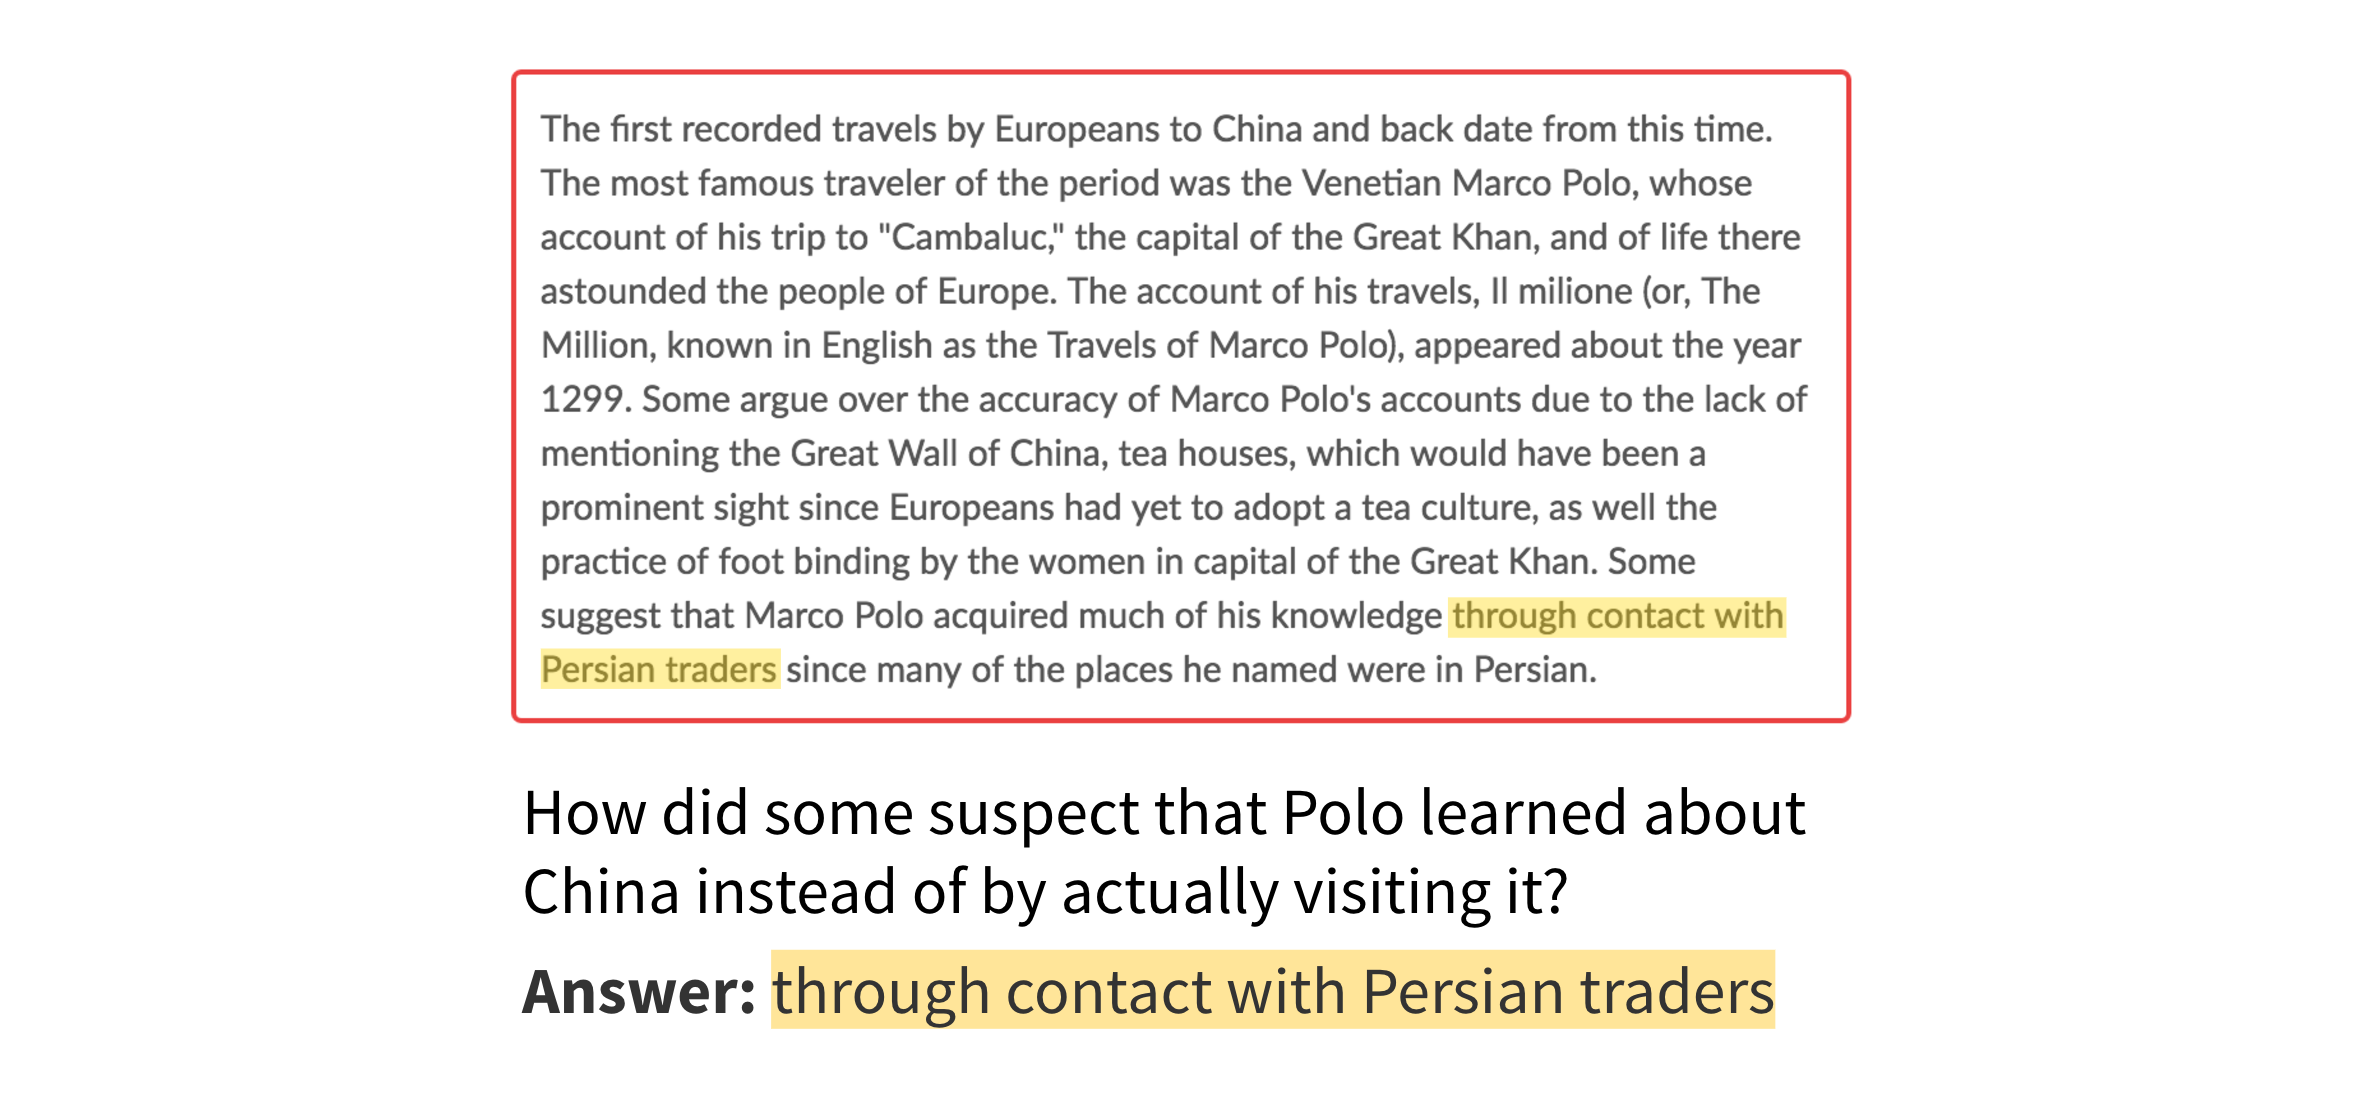 The first recorded travels by Europeans to China and back date from this time.
The most famous traveler of the period was the Venetian Marco Polo, whose
account of his trip to "Cambaluc," the capital of the Great Khan, and of life there
astounded the people of Europe. The account of his travels, Il milione (or, The
Million, known in English as the Travels of Marco Polo), appeared about the year
1299. Some argue over the accuracy of Marco Polo's accounts due to the lack of
mentioning the Great Wall of China, tea houses, which would have been a
prominent sight since Europeans had yet to adopt a tea culture, as well the
practice of foot binding by the women in capital of the Great Khan. Some
suggest that Marco Polo acquired much of his knowledge through contact with
Persian traders since many of the places he named were in Persian.
How did some suspect that Polo learned about
China instead of by actually visiting it?
Answer: through contact with Persian traders